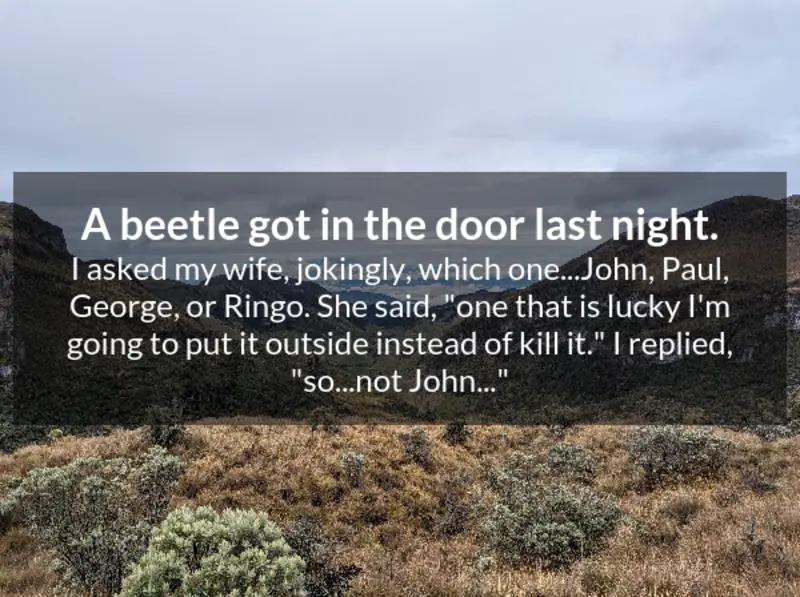 A beetle got in the door last night.
I asked my wife, jokingly, which one...John, Paul,
George, or Ringo. She said, "one that is lucky I'm
going to put it outside instead of kill it." I replied,
"so...not John..."